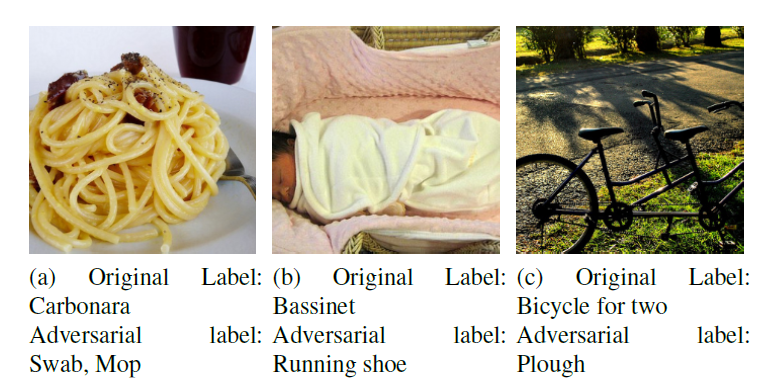 (a) Original Label:
Carbonara
Adversarial label:
Swab, Mop
(b) Original Label:
Bassinet
Adversarial label:
Running shoe
(c) Original Label:
Bicycle for two
Adversarial label:
Plough